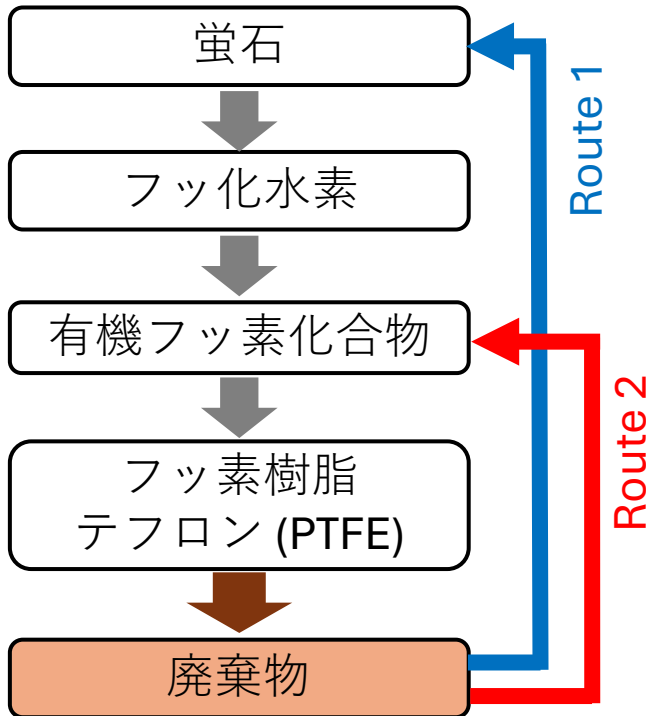 蛍石
フッ化水素
有機フッ素化合物
フッ素樹脂
テフロン (PTFE)
廃棄物
Route 1
Route 2